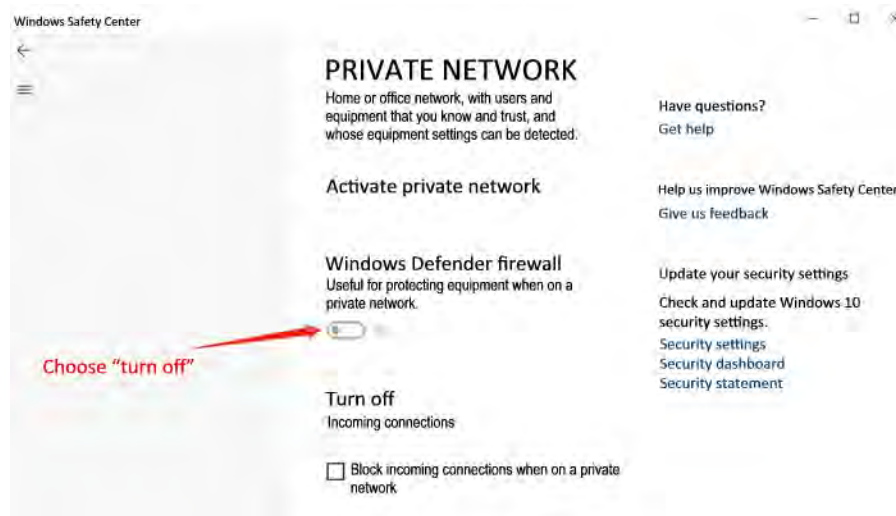 Windows Safety Center
PRIVATE NETWORK
Home or office network, with users and
equipment that you know and trust, and
whose equipment settings can be detected.
Activate private network
Windows Defender firewall
Useful for protecting equipment when on a
private network.
Choose “turn off”
Turn off
Incoming connections
Block incoming connections when on a private
network
Have questions?
Get help
Help us improve Windows Safety Center
Give us feedback
Update your security settings
Check and update Windows 10
security settings.
Security settings
Security dashboard
Security statement